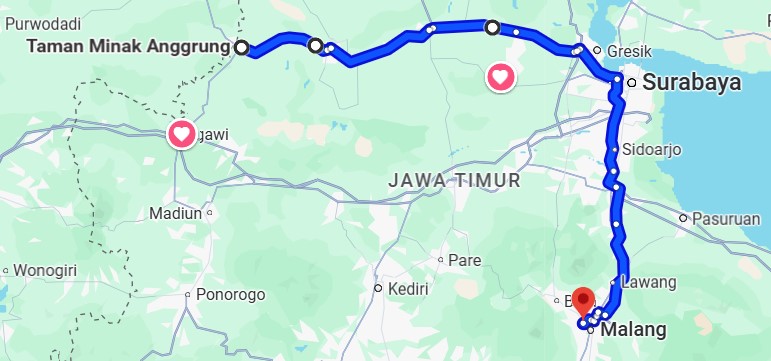 Purwodadi
Taman Minak Anggrung
Gresik
Surabaya
Sidoarjo
JAWA TIMUR
Madiun
Pasuruan
Pare
Wonogiri
Lawang
Kediri
Ponorogo
Malang